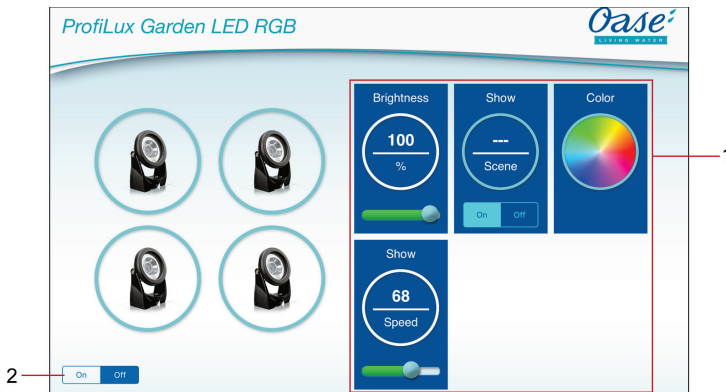 ProfiLux Garden LED RGB
Oase
LIVING WATER
Brightness
100
%
Show
---
Scene
On Off
Color
1
Show
68
Speed
2
On Off